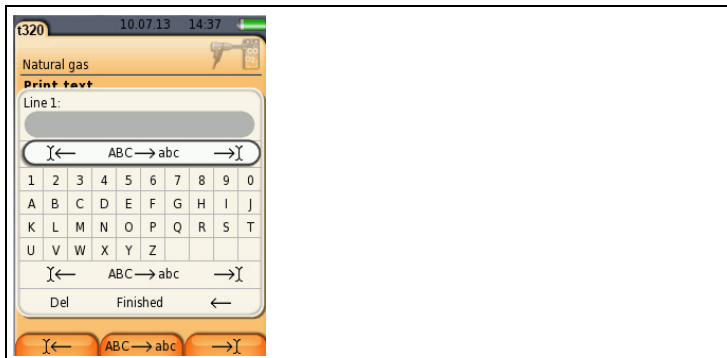 t320 10.07.13 14:37
Natural gas
Print text
Line 1:
ABC→abc
1 2 3 4 5 6 7 8 9 0
A B C D E F G H I J
K L M N O P Q R S T
U V W X Y Z
ABC→abc
Del Finished ←
ABC→abc